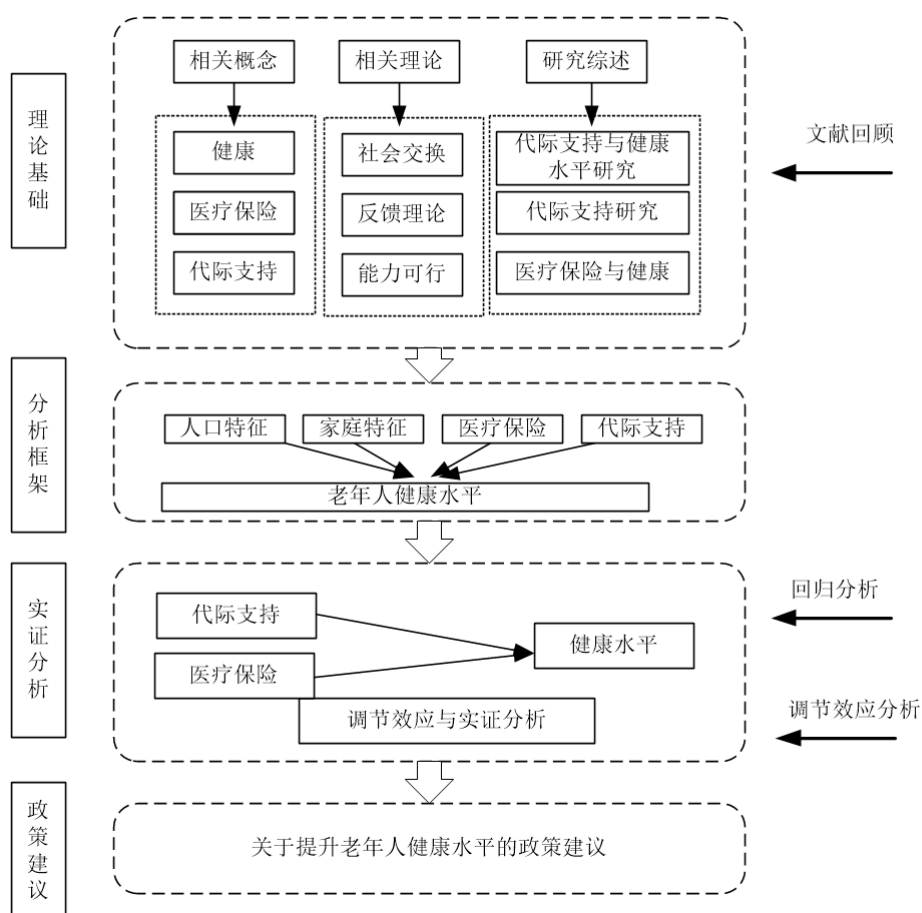 理论基础
相关概念
相关理论
研究综述
健康
医疗保险
代际支持
社会交换
反馈理论
能力可行
代际支持与健康
水平研究
代际支持研究
医疗保险与健康
文献回顾
分析框架
人口特征
家庭特征
医疗保险
代际支持
老年人健康水平
实证分析
代际支持
医疗保险
健康水平
调节效应与实证分析
回归分析
调节效应分析
政策建议
关于提升老年人健康水平的政策建议